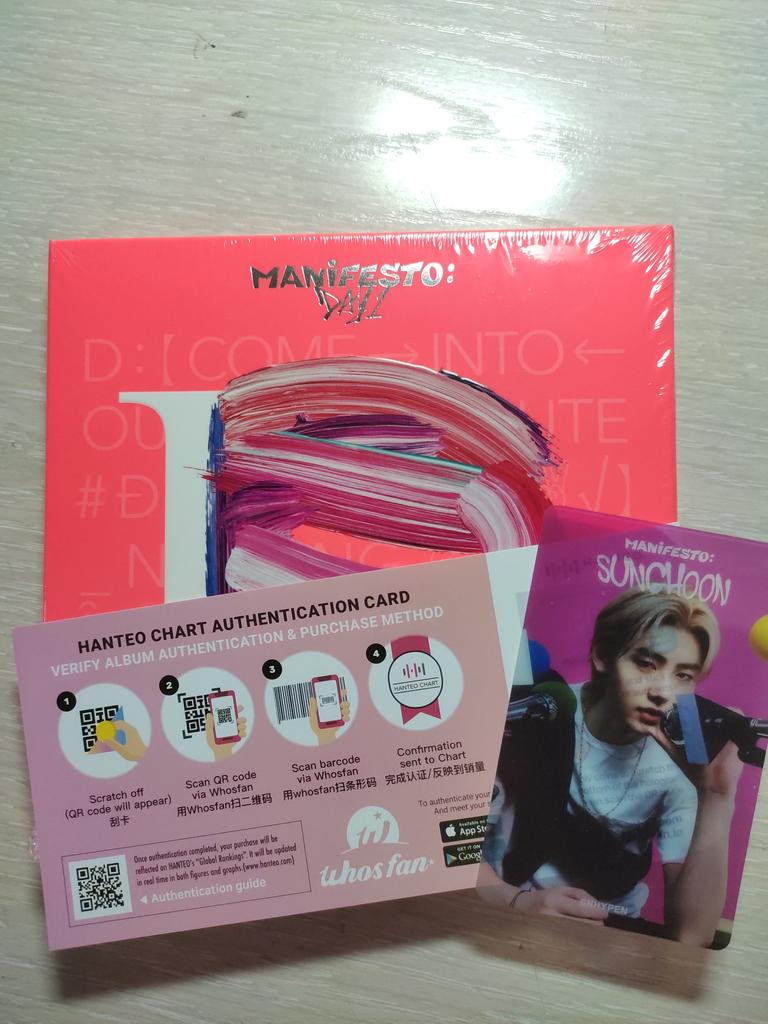 MANIFESTO:
DAY 1
D:【COME → INTO ←
OU
UTE
#Đ
√】
N
HANTEO CHART AUTHENTICATION CARD
VERIFY ALBUM AUTHENTICATION & PURCHASE METHOD
1
2
3
4
HANTEO CHART
Scratch off
(QR code will appear)
刮卡
Scan QR code
via Whosfan
用Whosfan扫二维码
Scan barcode
via Whosfan
用whosfan扫条形码
Confirmation
sent to Chart
完成认证/反映到销量
Once authentication completed, your purchase will be
reflected on HANTEO's "Global Rankings". It will be updated
in real time in both figures and graphs (www.hanteo.com)
◀ Authentication guide
whosfan
To authenticate your
And meet your
Available on the
App Sto
GET IT ON
Google
MANIFESTO:
SUNGHOON
ENHYPEN